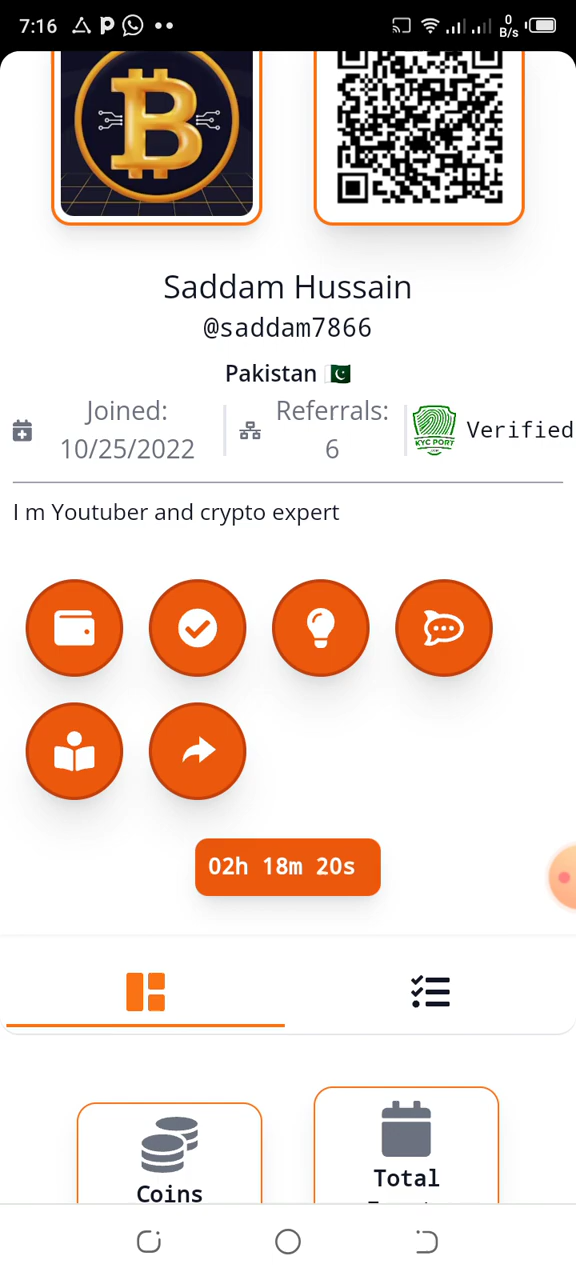 7:16
0
B/s
Saddam Hussain
@saddam7866
Pakistan 🇵🇰
Joined:
10/25/2022
Referrals:
6
KYC PORT
Verified
I m Youtuber and crypto expert
02h 18m 20s
Coins
Total